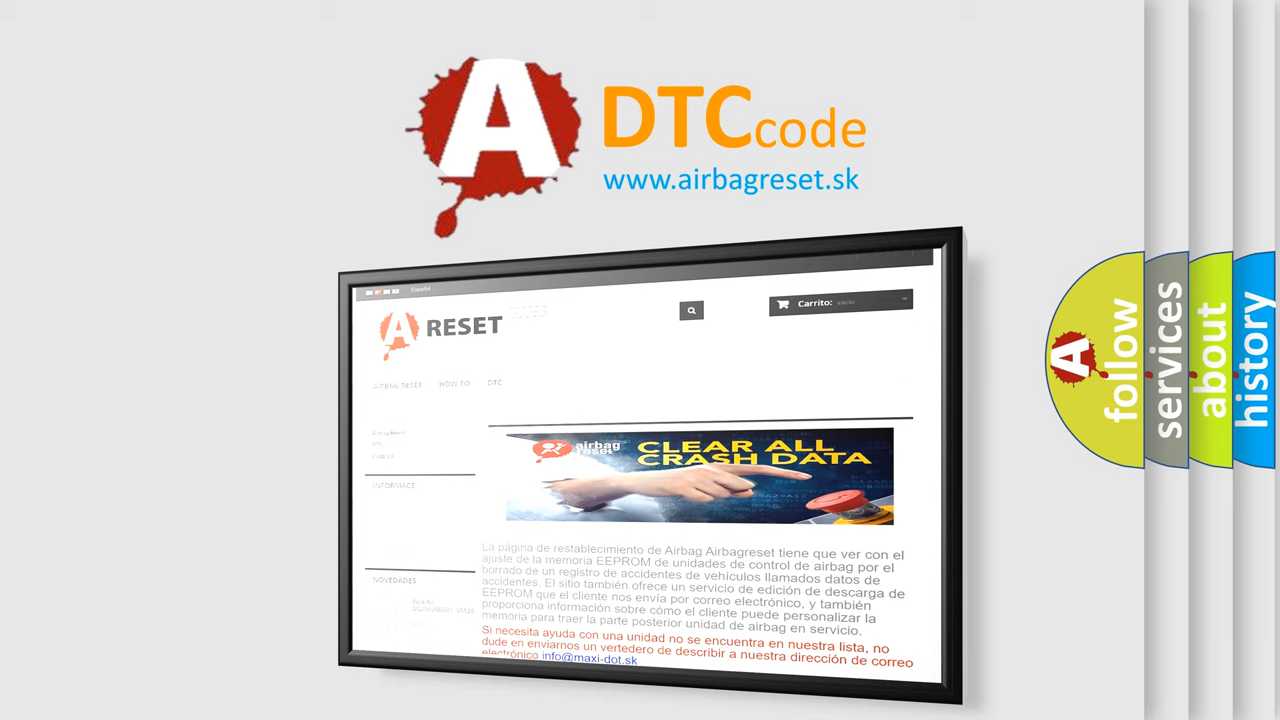 A
DTCcode
www.airbagreset.sk
Español
A RESET
Carrito: vacío
AIRBAG RESET HOW TO DTC
airbag
reset
CLEAR ALL
CRASH DATA
INFORMACE
NOVEDADES
La página de restablecimiento de Airbag Airbagreset tiene que ver con el
ajuste de la memoria EEPROM de unidades de control de airbag por el
borrado de un registro de accidentes de vehículos llamados datos de
accidentes. El sitio también ofrece un servicio de edición de descarga de
EEPROM que el cliente nos envía por correo electrónico, y también
proporciona información sobre cómo el cliente puede personalizar la
memoria para traer la parte posterior unidad de airbag en servicio.
Si necesita ayuda con una unidad no se encuentra en nuestra lista, no
dude en enviarnos un vertedero de describir a nuestra dirección de correo
electrónico info@maxi-dot.sk
A
follow
services
about
history